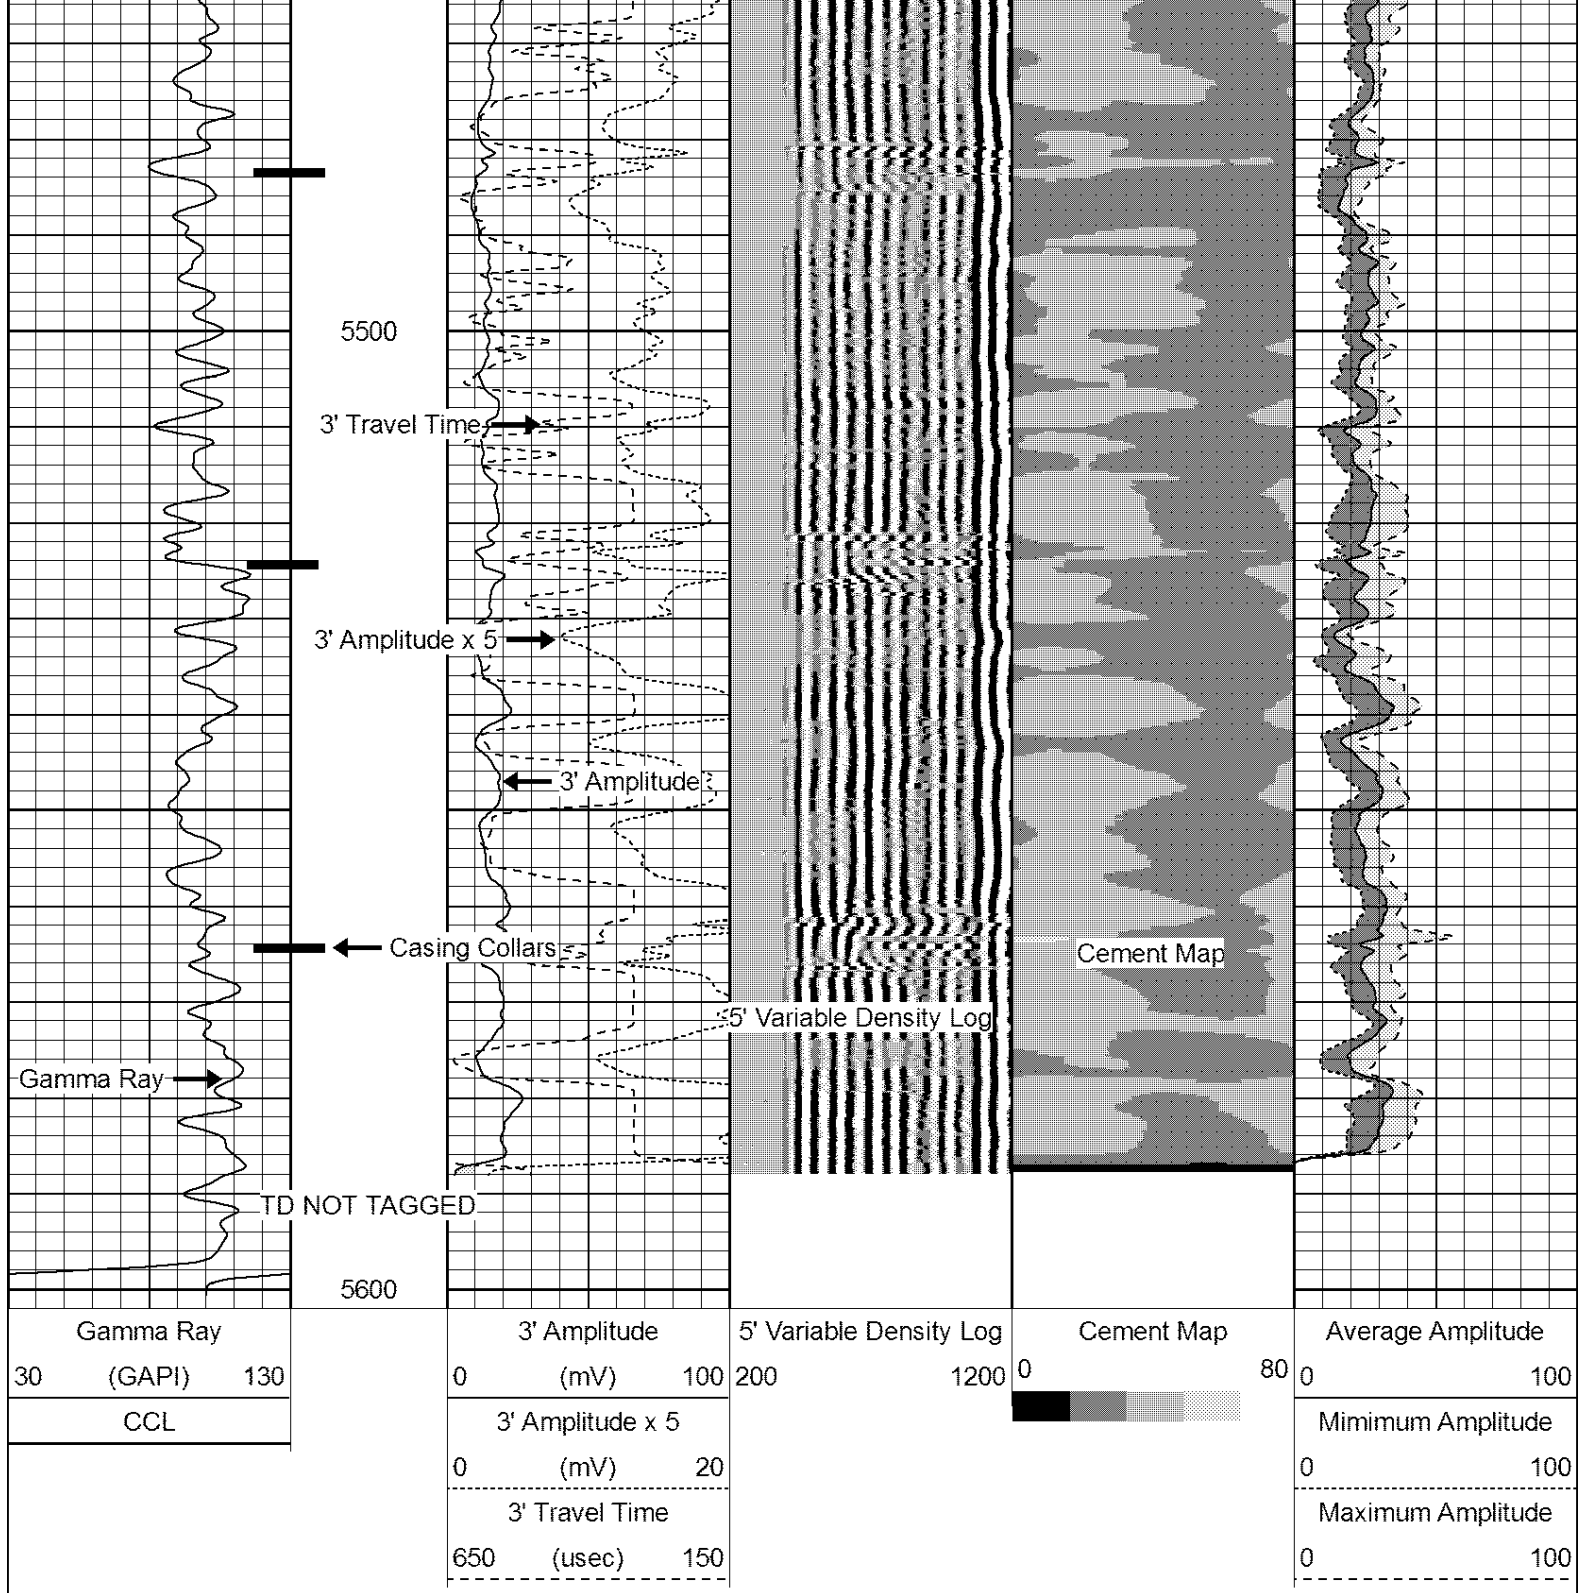 5500
3' Travel Time
3' Amplitude x 5
3' Amplitude
Casing Collars
Cement Map
5' Variable Density Log
Gamma Ray
TD NOT TAGGED
5600
Gamma Ray
30 (GAPI) 130
CCL
3' Amplitude
0 (mV) 100
3' Amplitude x 5
0 (mV) 20
3' Travel Time
650 (usec) 150
5' Variable Density Log
200 1200
Cement Map
0 80
Average Amplitude
0 100
Mimimum Amplitude
0 100
Maximum Amplitude
0 100